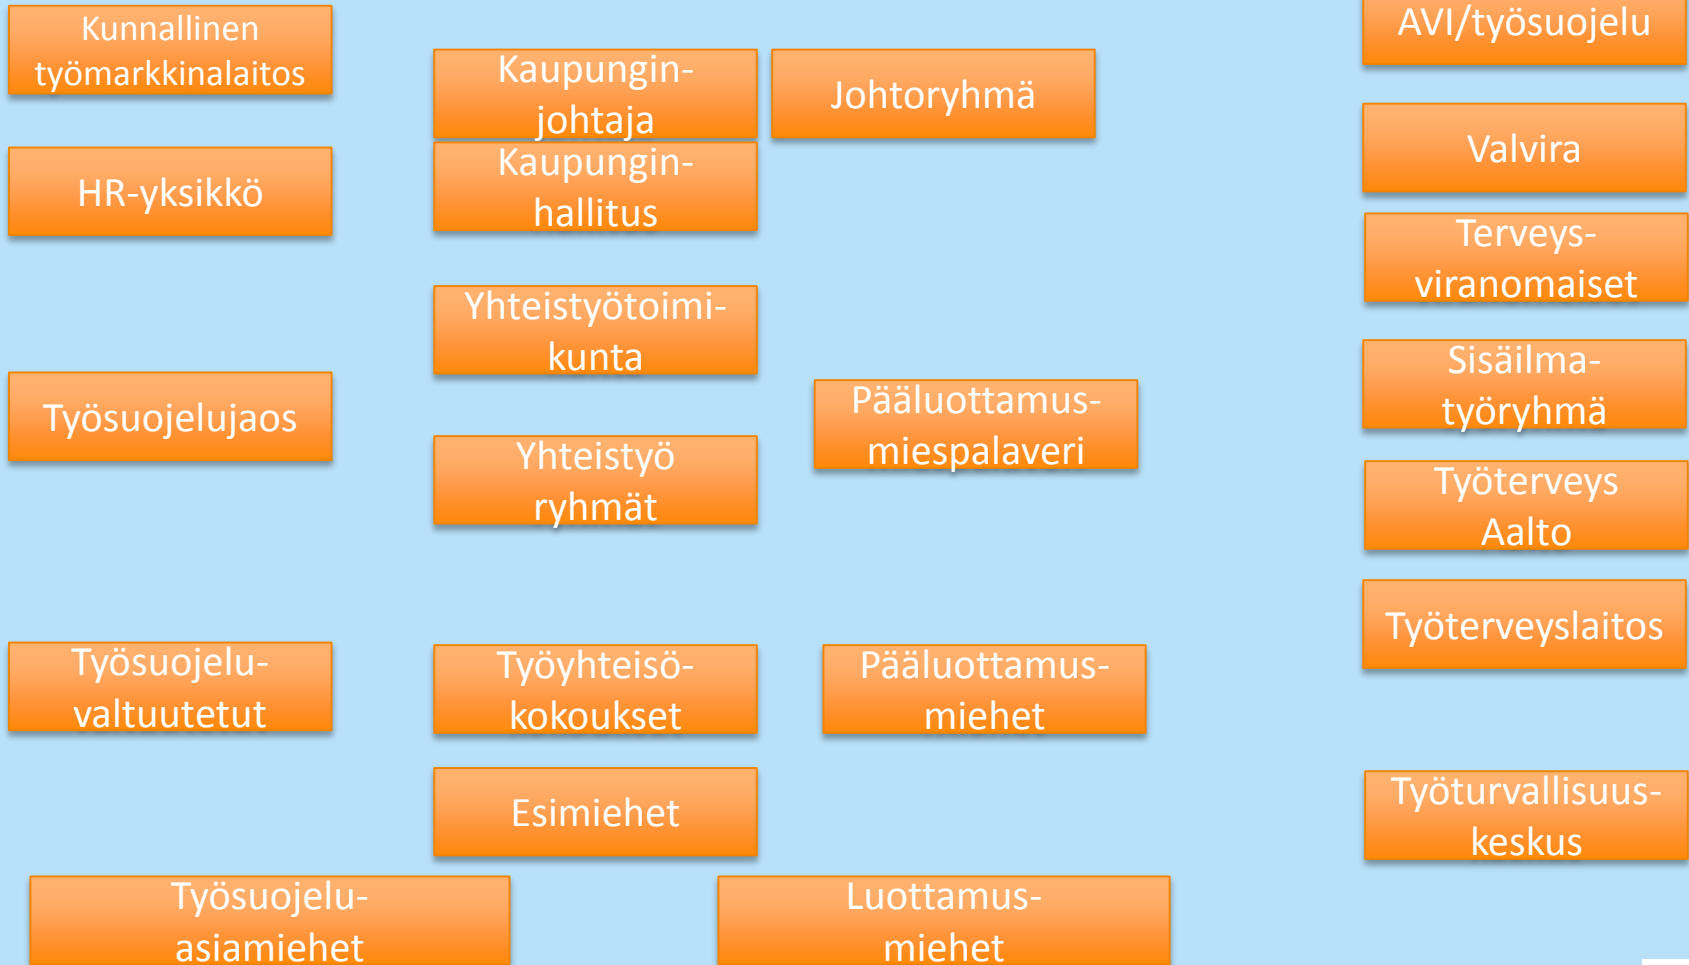 Kunnallinen
työmarkkinalaitos
Kaupungin-
johtaja
Johtoryhmä
AVI/työsuojelu
HR-yksikkö
Kaupungin-
hallitus
Valvira
Terveys-
viranomaiset
Yhteistyötoimi-
kunta
Sisäilma-
työryhmä
Työsuojelujaos
Pääluottamus-
miespalaveri
Yhteistyö
ryhmät
Työterveys
Aalto
Työterveyslaitos
Työsuojelu-
valtuutetut
Työyhteisö-
kokoukset
Pääluottamus-
miehet
Esimiehet
Työturvallisuus-
keskus
Työsuojelu-
asiamiehet
Luottamus-
miehet